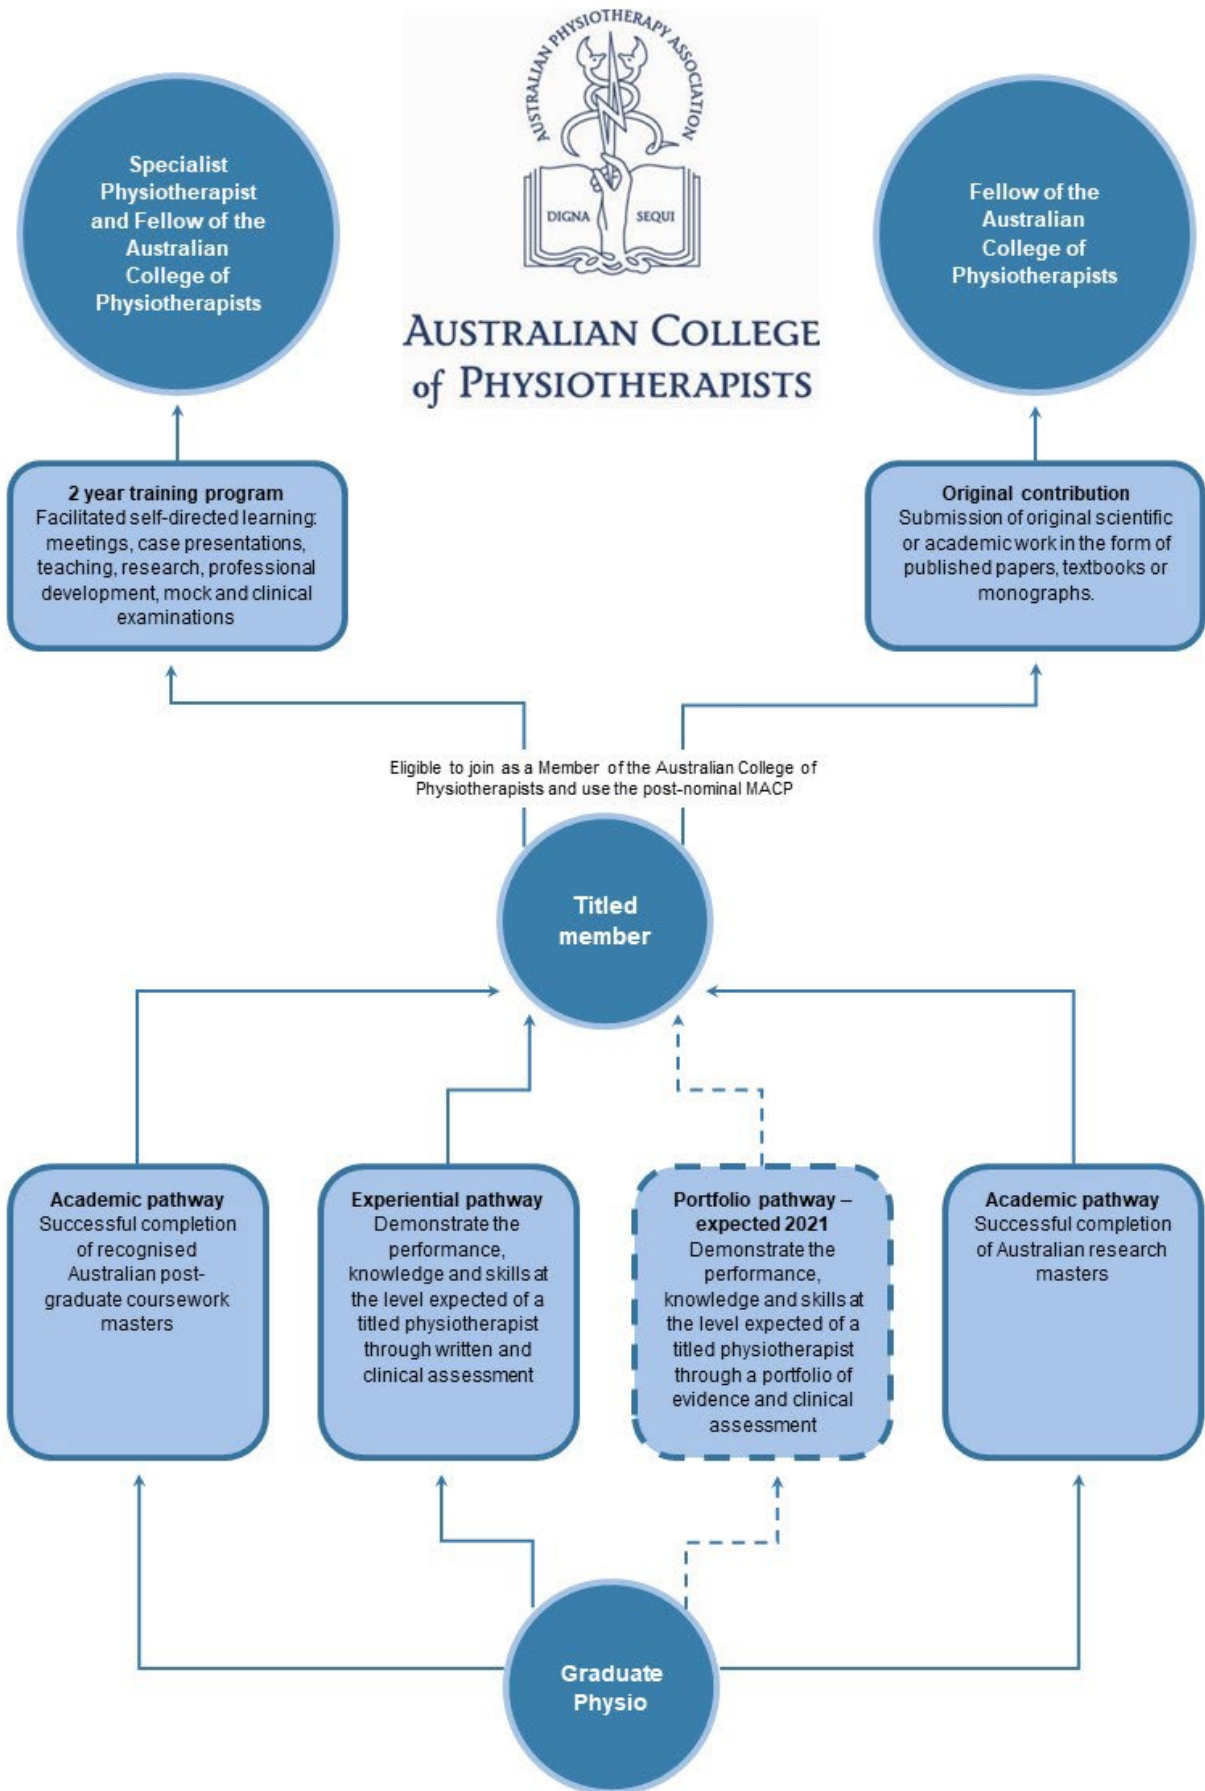 AUSTRALIAN PHYSIOTHERAPY ASSOCIATION
DIGNA SEQUI
AUSTRALIAN COLLEGE
of PHYSIOTHERAPISTS
Specialist
Physiotherapist
and Fellow of the
Australian
College of
Physiotherapists
Fellow of the
Australian
College of
Physiotherapists
2 year training program
Facilitated self-directed learning:
meetings, case presentations,
teaching, research, professional
development, mock and clinical
examinations
Original contribution
Submission of original scientific
or academic work in the form of
published papers, textbooks or
monographs.
Eligible to join as a Member of the Australian College of
Physiotherapists and use the post-nominal MACP
Titled
member
Academic pathway
Successful completion
of recognised
Australian post-
graduate coursework
masters
Experiential pathway
Demonstrate the
performance,
knowledge and skills at
the level expected of a
titled physiotherapist
through written and
clinical assessment
Portfolio pathway –
expected 2021
Demonstrate the
performance,
knowledge and skills at
the level expected of a
titled physiotherapist
through a portfolio of
evidence and clinical
assessment
Academic pathway
Successful completion
of Australian research
masters
Graduate
Physio